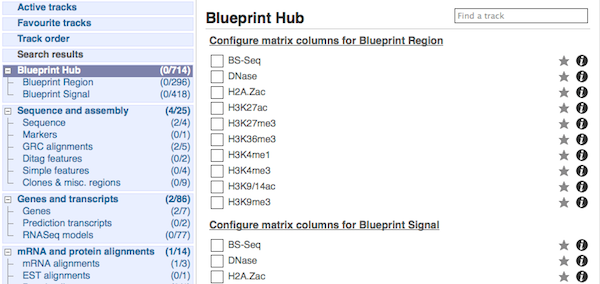 Active tracks
Favourite tracks
Track order
Search results
Blueprint Hub (0/714)
Blueprint Region (0/296)
Blueprint Signal (0/418)
Sequence and assembly (4/25)
Sequence (2/4)
Markers (0/1)
GRC alignments (2/5)
Ditag features (0/2)
Simple features (0/4)
Clones & misc. regions (0/9)
Genes and transcripts (2/86)
Genes (2/7)
Prediction transcripts (0/2)
RNASeq models (0/77)
mRNA and protein alignments (1/14)
mRNA alignments (1/3)
EST alignments (0/1)
Blueprint Hub
Find a track
Configure matrix columns for Blueprint Region
BS-Seq
DNase
H2A.Zac
H3K27ac
H3K27me3
H3K36me3
H3K4me1
H3K4me3
H3K9/14ac
H3K9me3
Configure matrix columns for Blueprint Signal
BS-Seq
DNase
H2A.Zac